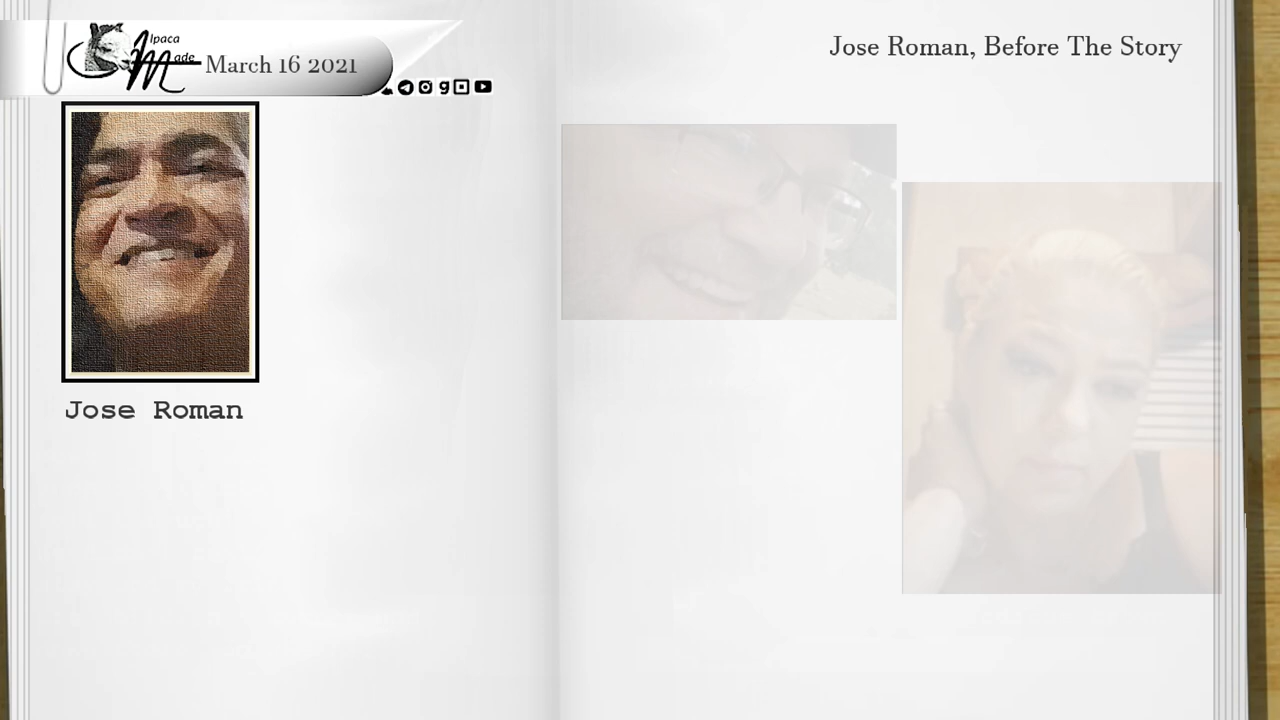 Alpaca
Made
March 16 2021
Jose Roman, Before The Story
Jose Roman